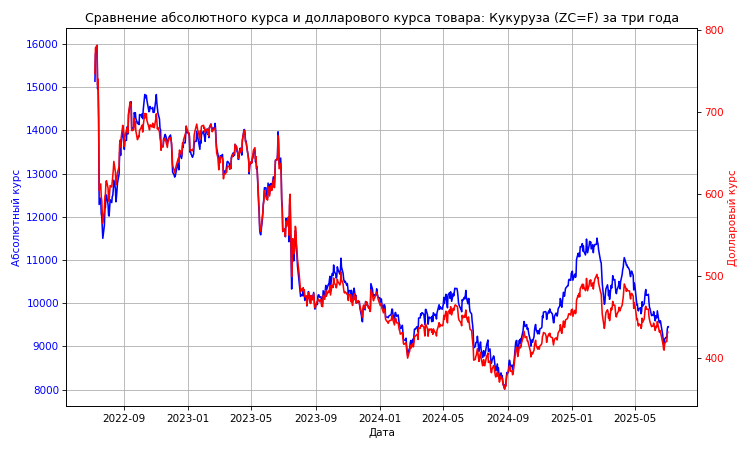 Сравнение абсолютного курса и долларового курса товара: Кукуруза (ZC=F) за три года
Абсолютный курс
16000
15000
14000
13000
12000
11000
10000
9000
8000
800
700
600
500
400
Долларовый курс
2022-09 2023-01 2023-05 2023-09 2024-01 2024-05 2024-09 2025-01 2025-05
Дата